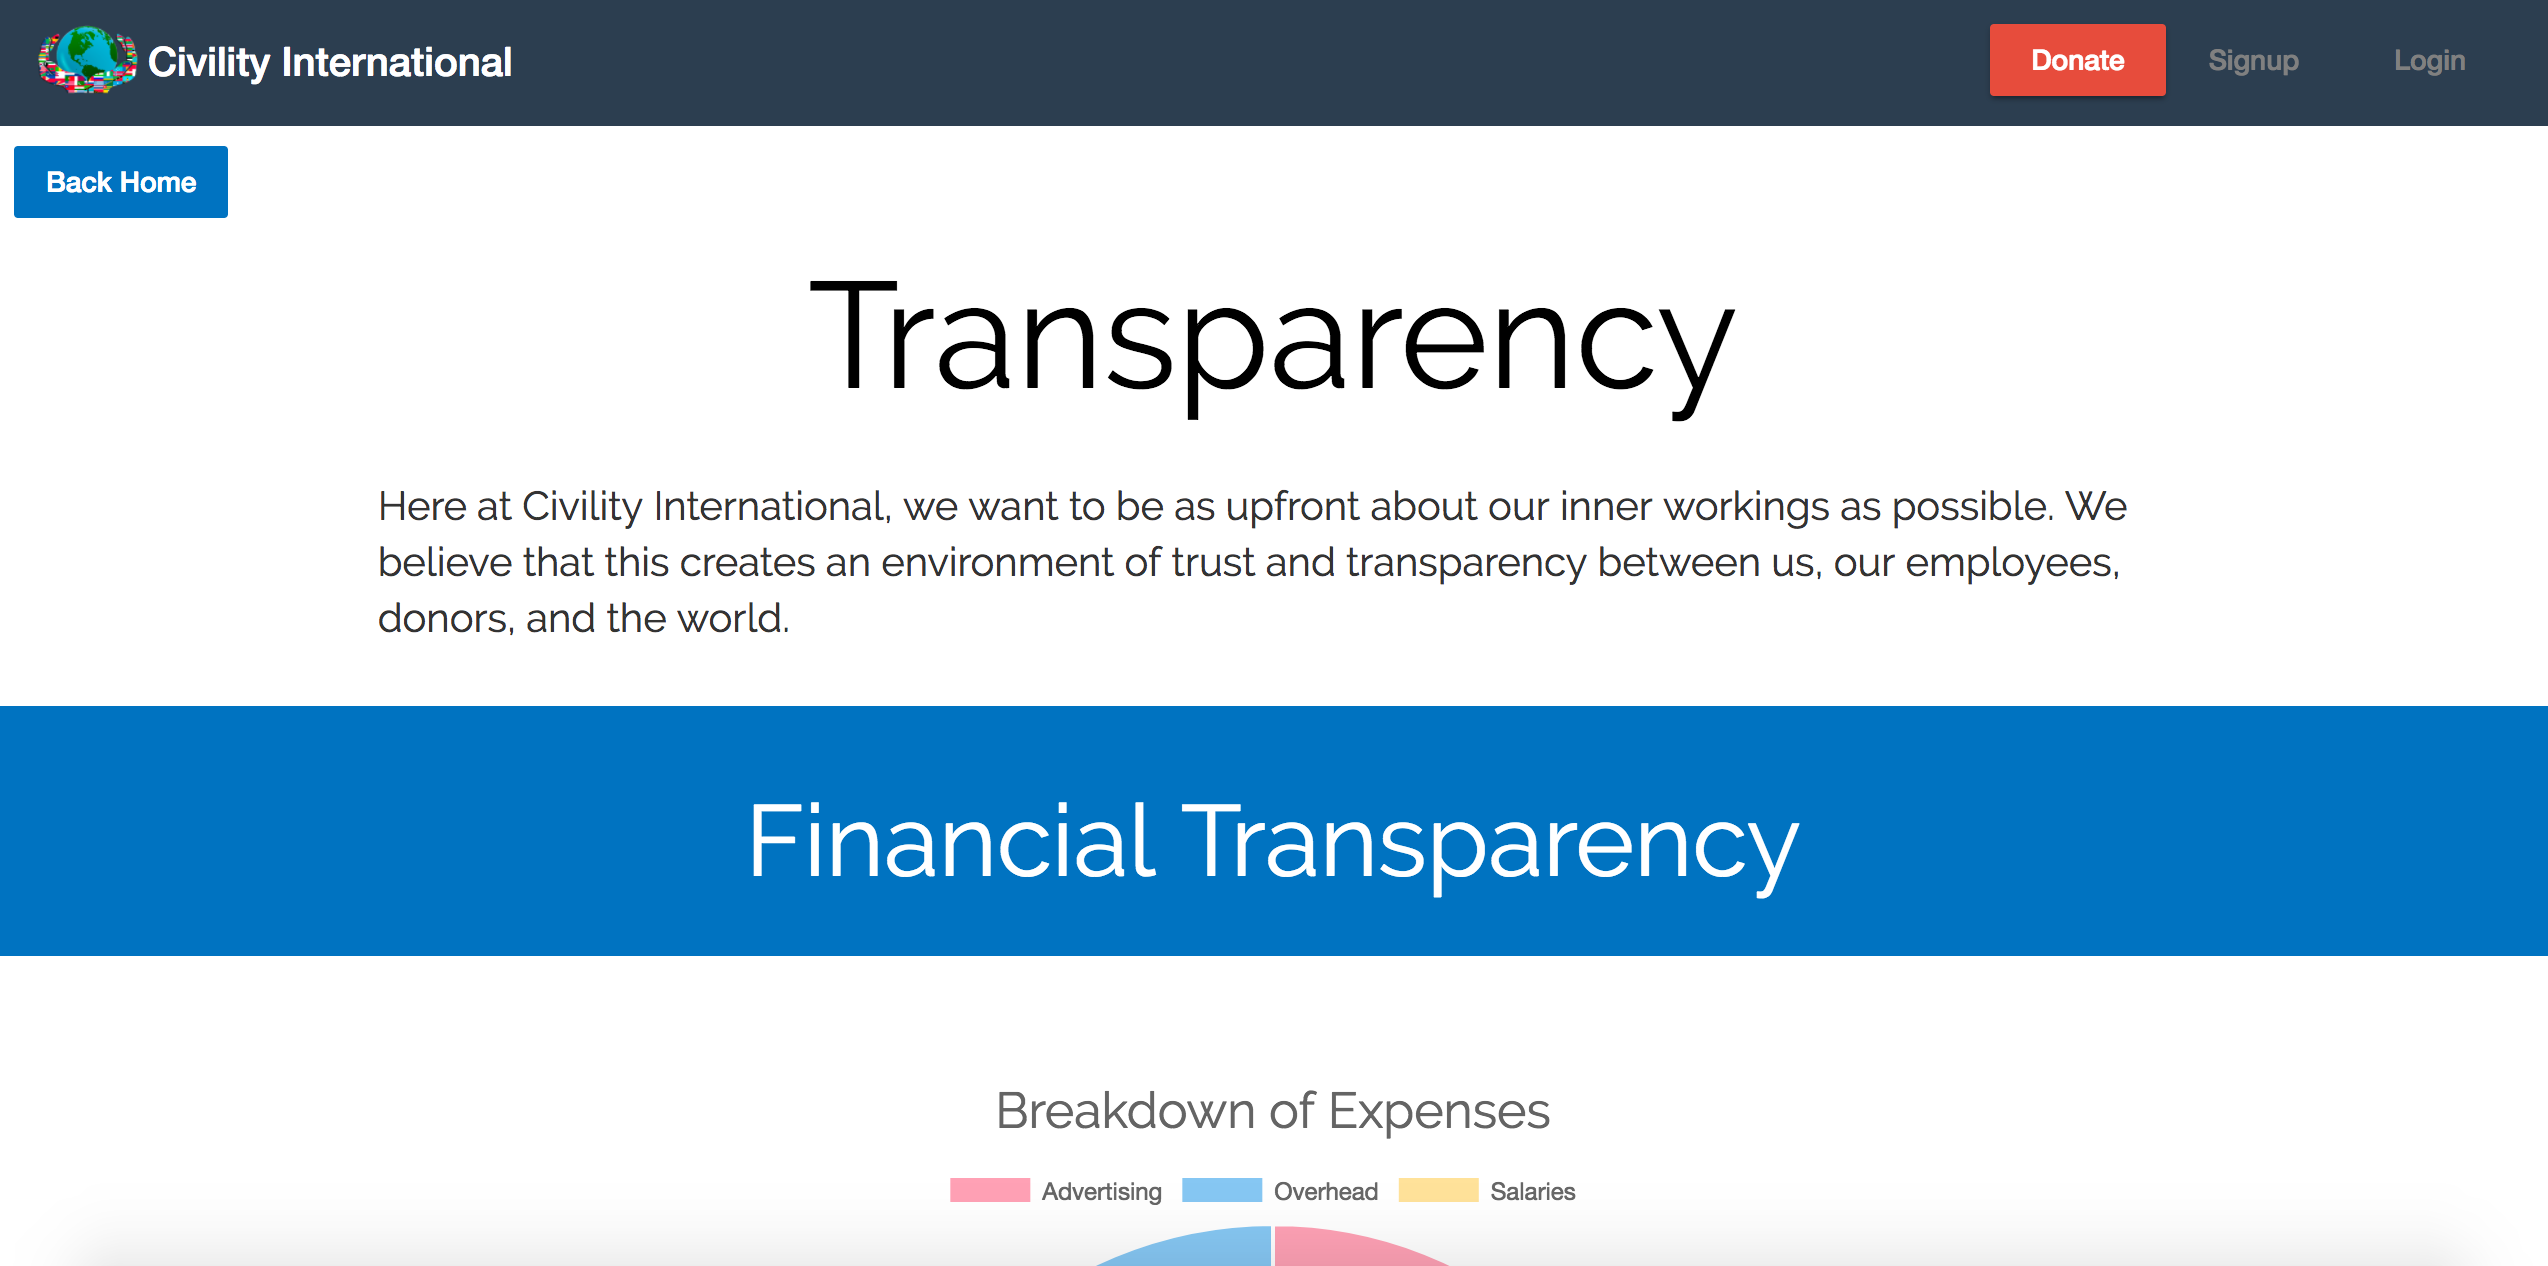 Civility International
Donate
Signup
Login
Back Home
Transparency
Here at Civility International, we want to be as upfront about our inner workings as possible. We
believe that this creates an environment of trust and transparency between us, our employees,
donors, and the world.
Financial Transparency
Breakdown of Expenses
Advertising
Overhead
Salaries